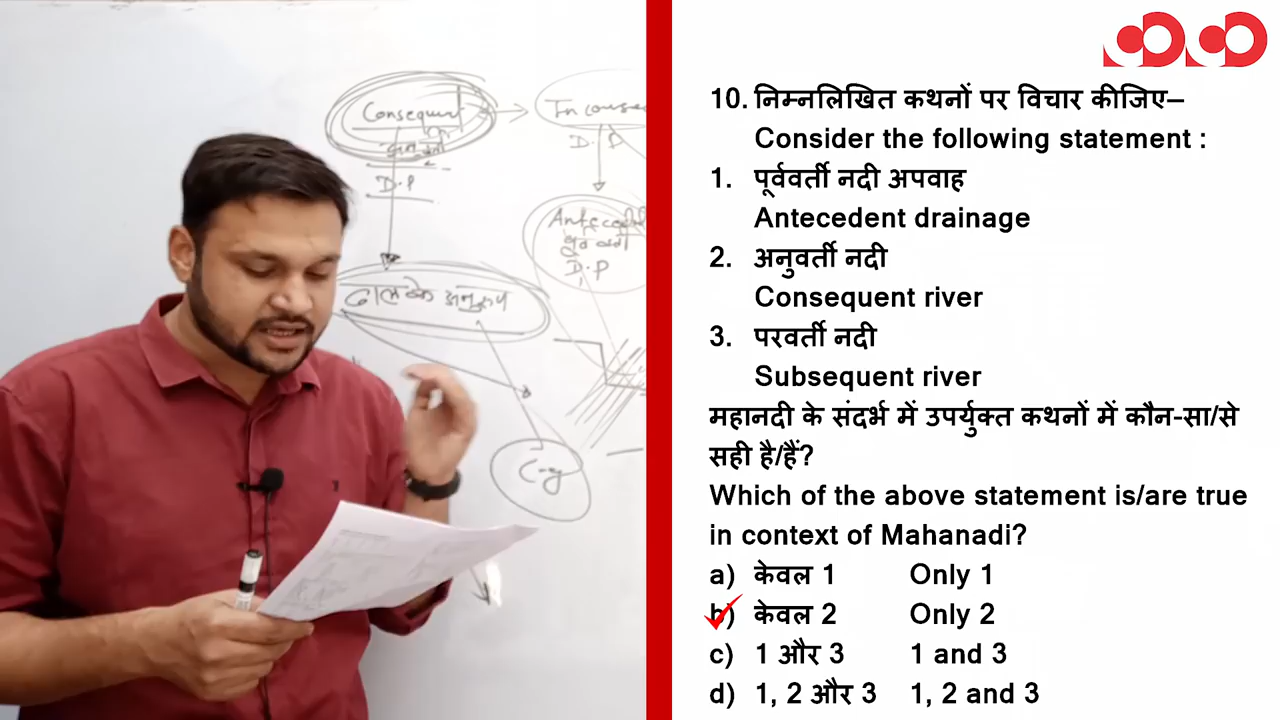 Consequent
अनुवर्ती
D.P
D.P
D.P
ढाल के अनुरूप
10. निम्नलिखित कथनों पर विचार कीजिए–
Consider the following statement :
1. पूर्ववर्ती नदी अपवाह
Antecedent drainage
2. अनुवर्ती नदी
Consequent river
3. परवर्ती नदी
Subsequent river
महानदी के संदर्भ में उपर्युक्त कथनों में कौन-सा/से
सही है/हैं?
Which of the above statement is/are true
in context of Mahanadi?
a) केवल 1 Only 1
b) केवल 2 Only 2
c) 1 और 3 1 and 3
d) 1, 2 और 3 1, 2 and 3